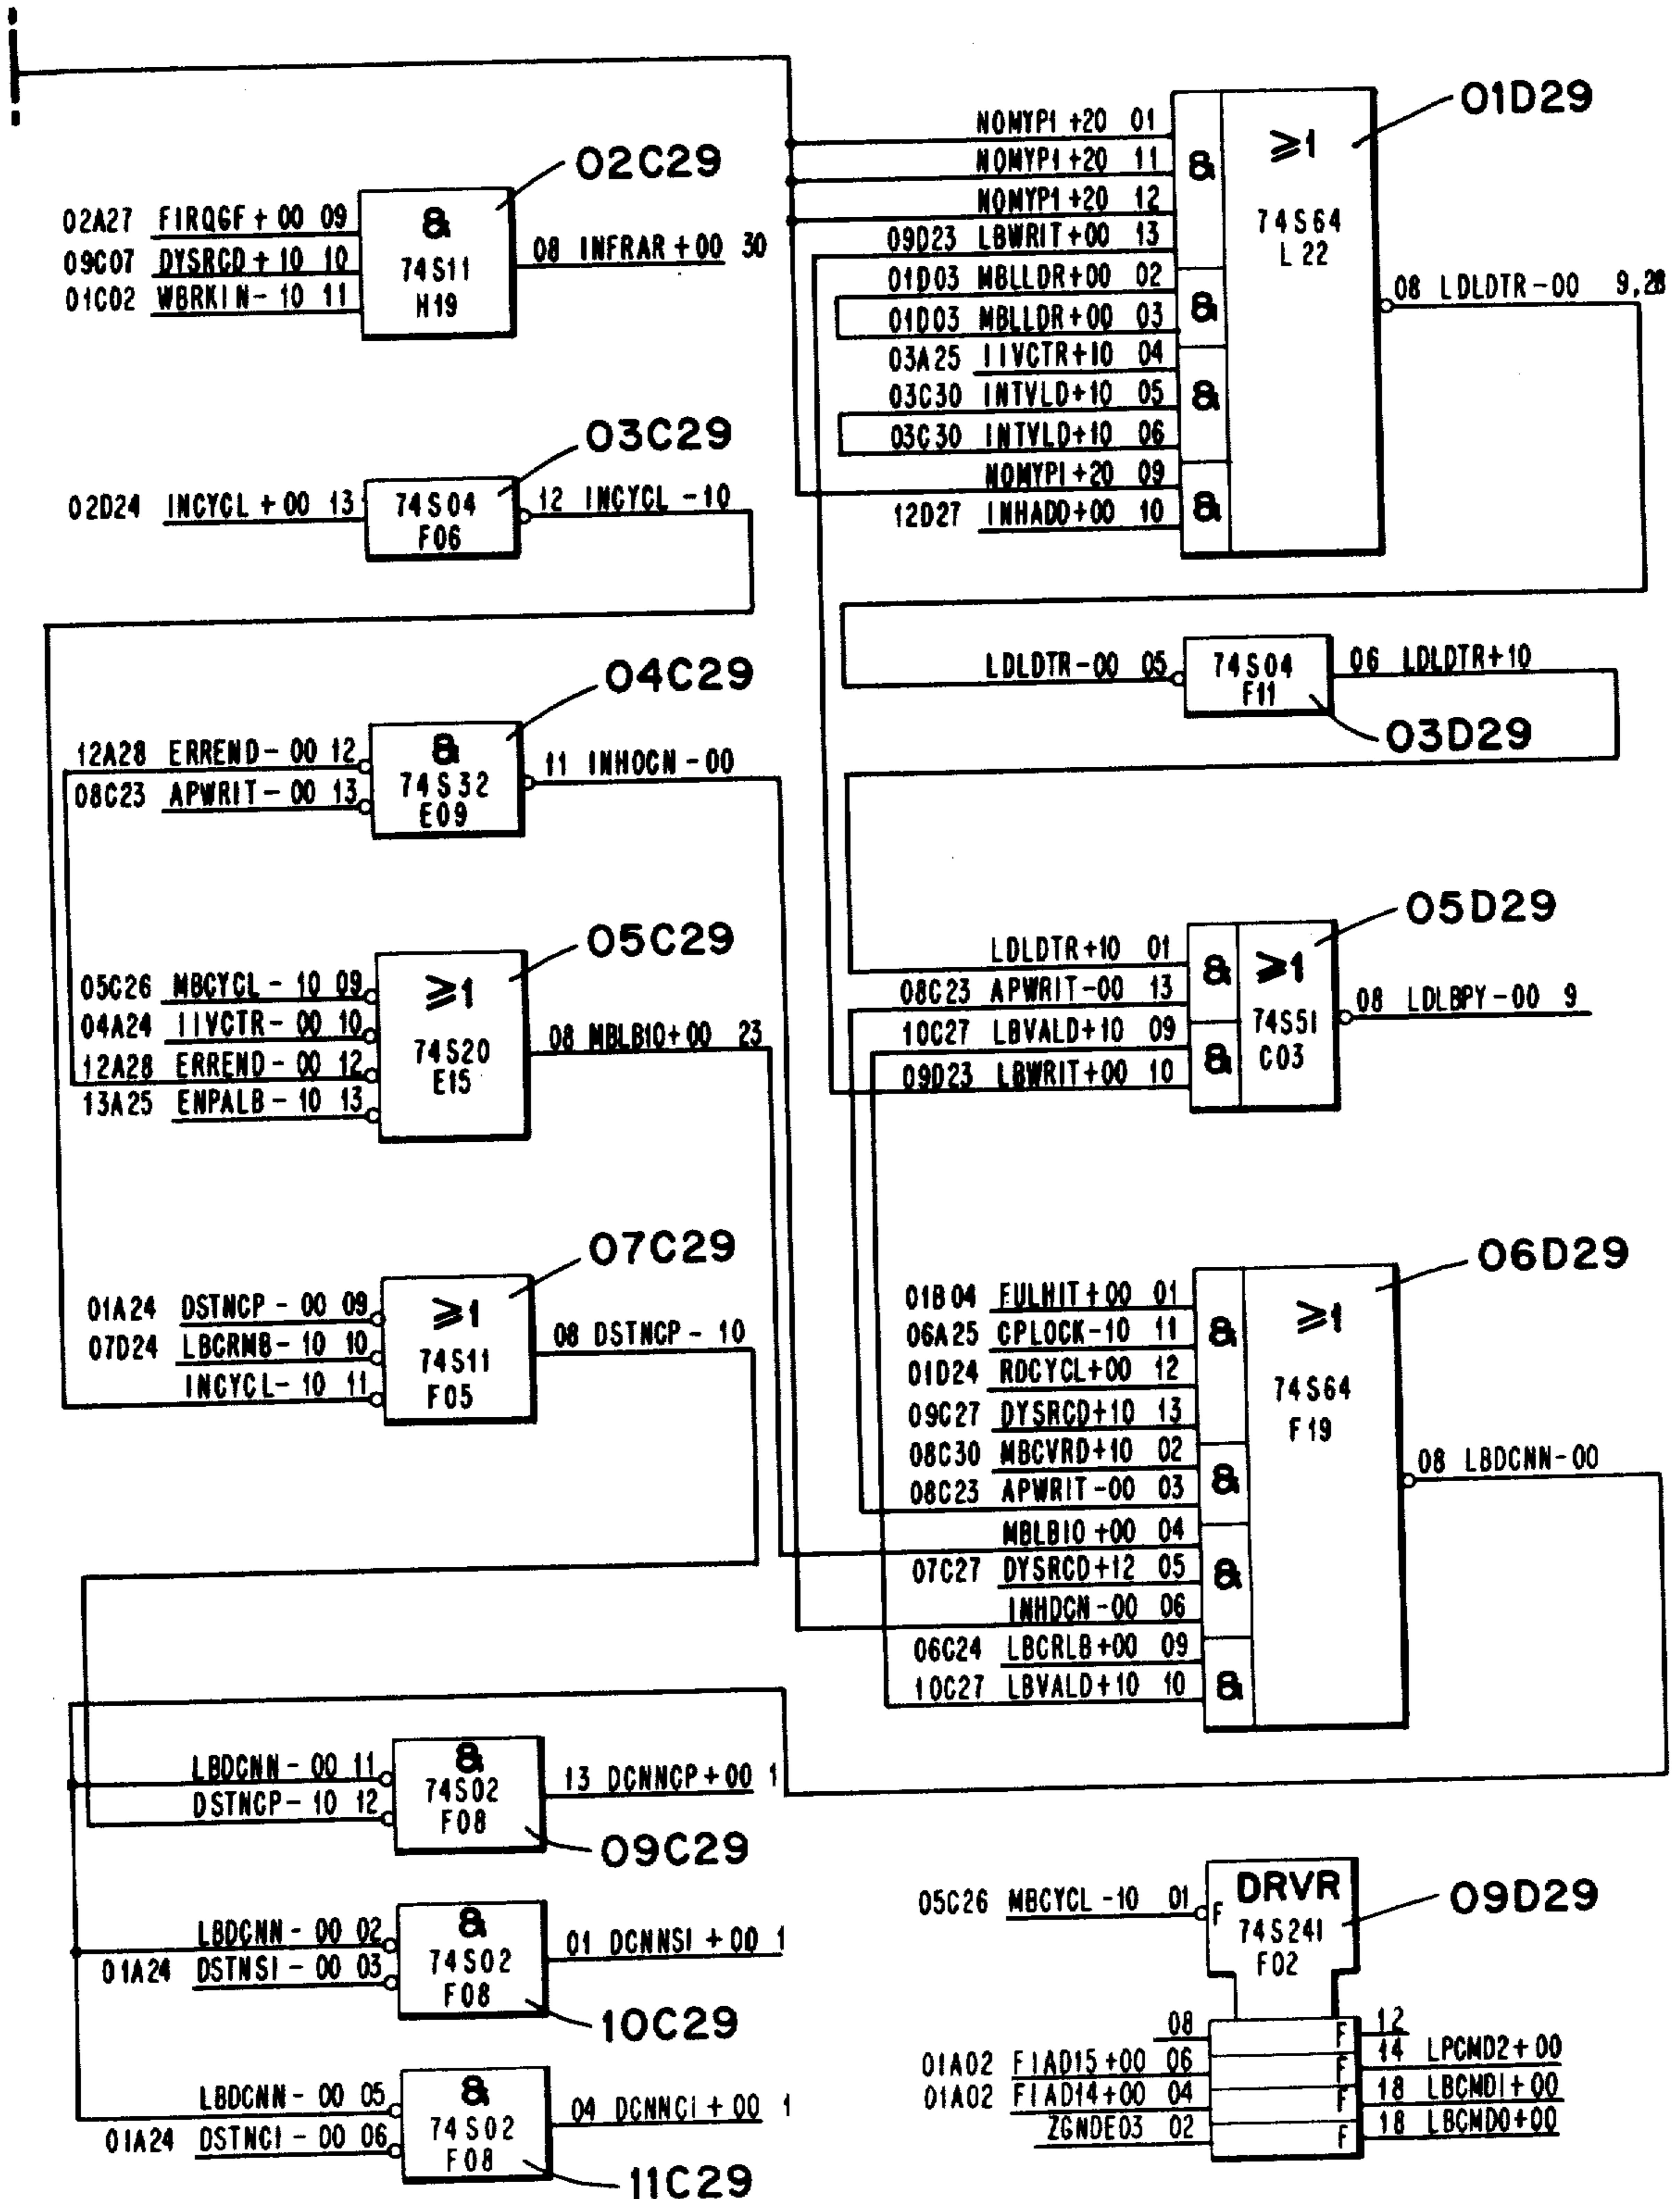 02C29
02A27 FIRQGF+00 09
09C07 DYSRCD+10 10
01C02 WBRKIN-10 11
&
74S11
H19
08 INFRAR+00 30
03C29
02D24 INCYCL+00 13
74S04
F06
12 INCYCL-10
04C29
12A28 ERREND-00 12
08C23 APWRIT-00 13
&
74S32
E09
11 INHOCN-00
05C29
05C26 MBCYCL-10 09
04A24 IIVCTR-00 10
12A28 ERREND-00 12
13A25 ENPALB-10 13
≥1
74S20
E15
08 MBLBIO+00 23
07C29
01A24 DSTNCP-00 09
07D24 LBCRMB-10 10
INCYCL-10 11
≥1
74S11
F05
08 DSTNCP-10
LBDCNN-00 11
DSTNCP-10 12
&
74S02
F08
13 DCNNCP+00 1
09C29
LBDCNN-00 02
01A24 DSTNSI-00 03
&
74S02
F08
01 DCNNSI+00 1
10C29
LBDCNN-00 05
01A24 DSTNCI-00 06
&
74S02
F08
04 DCNNCI+00 1
11C29
01D29
NOMYPI+20 01
NOMYPI+20 11
NOMYPI+20 12
09D23 LBWRIT+00 13
01D03 MBLLDR+00 02
01D03 MBLLDR+00 03
03A25 IIVCTR+10 04
03C30 INTVLD+10 05
03C30 INTVLD+10 06
NOMYPI+20 09
12D27 INHADD+00 10
&
&
&
&
≥1
74S64
L22
08 LDLDTR-00 9,28
LDLDTR-00 05
74S04
F11
06 LDLDTR+10
03D29
05D29
LDLDTR+10 01
08C23 APWRIT-00 13
10C27 LBVALD+10 09
09D23 LBWRIT+00 10
&
&
≥1
74S51
C03
08 LDLBPY-00 9
06D29
01B04 FULHIT+00 01
06A25 CPLOCK-10 11
01D24 RDCYCL+00 12
09C27 DYSRCD+10 13
08C30 MBCVRD+10 02
08C23 APWRIT-00 03
MBLBIO+00 04
07C27 DYSRCD+12 05
INHDCN-00 06
06C24 LBCRLB+00 09
10C27 LBVALD+10 10
&
&
&
&
≥1
74S64
F19
08 LBDCNN-00
09D29
05C26 MBCYCL-10 01
F
DRVR
74S241
F02
08 F 12
01A02 FIAD15+00 06 F 14 LPCMD2+00
01A02 FIAD14+00 04 F 18 LBCMD1+00
ZGNDE03 02 F 18 LBCMD0+00